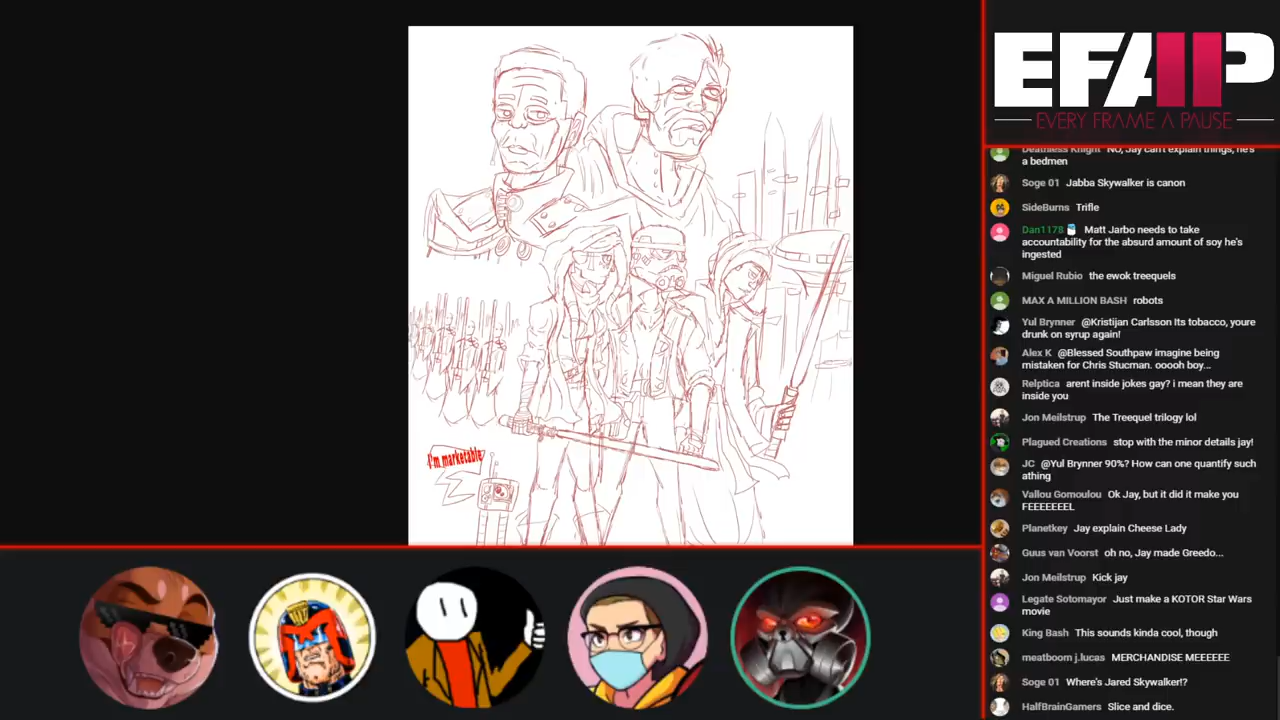 EFAP
EVERY FRAME A PAUSE
Deathless Knight NO, Jay can't explain things, he's
a bedmen
Soge 01 Jabba Skywalker is canon
SideBurns Trifle
Dan1178 Matt Jarbo needs to take
accountability for the absurd amount of soy he's
ingested
Miguel Rubio the ewok treequels
MAX A MILLION BASH robots
Yul Brynner @Kristijan Carlsson Its tobacco, youre
drunk on syrup again!
Alex K @Blessed Southpaw imagine being
mistaken for Chris Stucman. ooooh boy...
Relptica arent inside jokes gay? i mean they are
inside you
Jon Meilstrup The Treequel trilogy lol
Plagued Creations stop with the minor details jay!
JC @Yul Brynner 90%? How can one quantify such
athing
Vallou Gomoulou Ok Jay, but it did it make you
FEEEEEEEL
Planetkey Jay explain Cheese Lady
Guus van Voorst oh no, Jay made Greedo...
Jon Meilstrup Kick jay
Legate Sotomayor Just make a KOTOR Star Wars
movie
King Bash This sounds kinda cool, though
meatboom j.lucas MERCHANDISE MEEEEEE
Soge 01 Where's Jared Skywalker!?
HalfBrainGamers Slice and dice.
I'm marketable